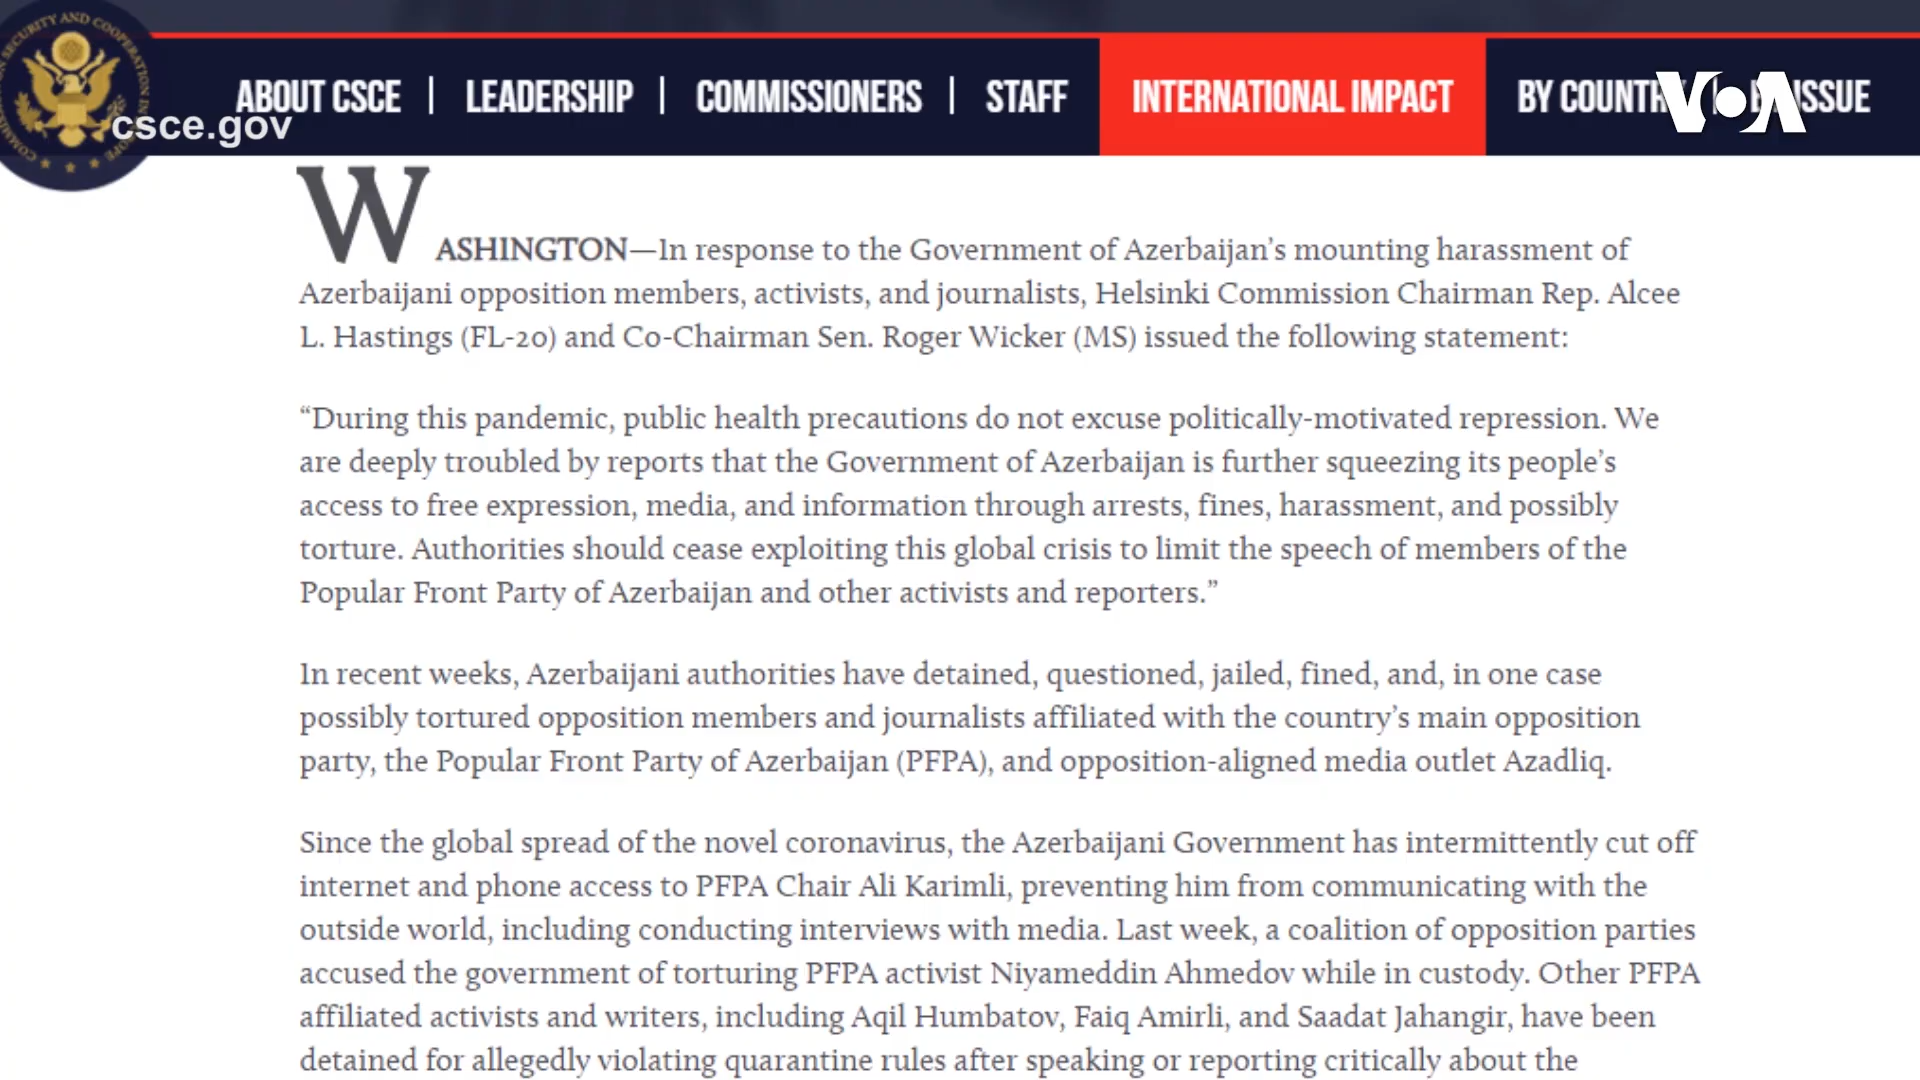 ABOUT CSCE | LEADERSHIP | COMMISSIONERS | STAFF INTERNATIONAL IMPACT BY COUNTRY ISSUE
VOA
csce.gov
WASHINGTON—In response to the Government of Azerbaijan’s mounting harassment of
Azerbaijani opposition members, activists, and journalists, Helsinki Commission Chairman Rep. Alcee
L. Hastings (FL-20) and Co-Chairman Sen. Roger Wicker (MS) issued the following statement:
“During this pandemic, public health precautions do not excuse politically-motivated repression. We
are deeply troubled by reports that the Government of Azerbaijan is further squeezing its people’s
access to free expression, media, and information through arrests, fines, harassment, and possibly
torture. Authorities should cease exploiting this global crisis to limit the speech of members of the
Popular Front Party of Azerbaijan and other activists and reporters.”
In recent weeks, Azerbaijani authorities have detained, questioned, jailed, fined, and, in one case
possibly tortured opposition members and journalists affiliated with the country’s main opposition
party, the Popular Front Party of Azerbaijan (PFPA), and opposition-aligned media outlet Azadliq.
Since the global spread of the novel coronavirus, the Azerbaijani Government has intermittently cut off
internet and phone access to PFPA Chair Ali Karimli, preventing him from communicating with the
outside world, including conducting interviews with media. Last week, a coalition of opposition parties
accused the government of torturing PFPA activist Niyameddin Ahmedov while in custody. Other PFPA
affiliated activists and writers, including Aqil Humbatov, Faiq Amirli, and Saadat Jahangir, have been
detained for allegedly violating quarantine rules after speaking or reporting critically about the